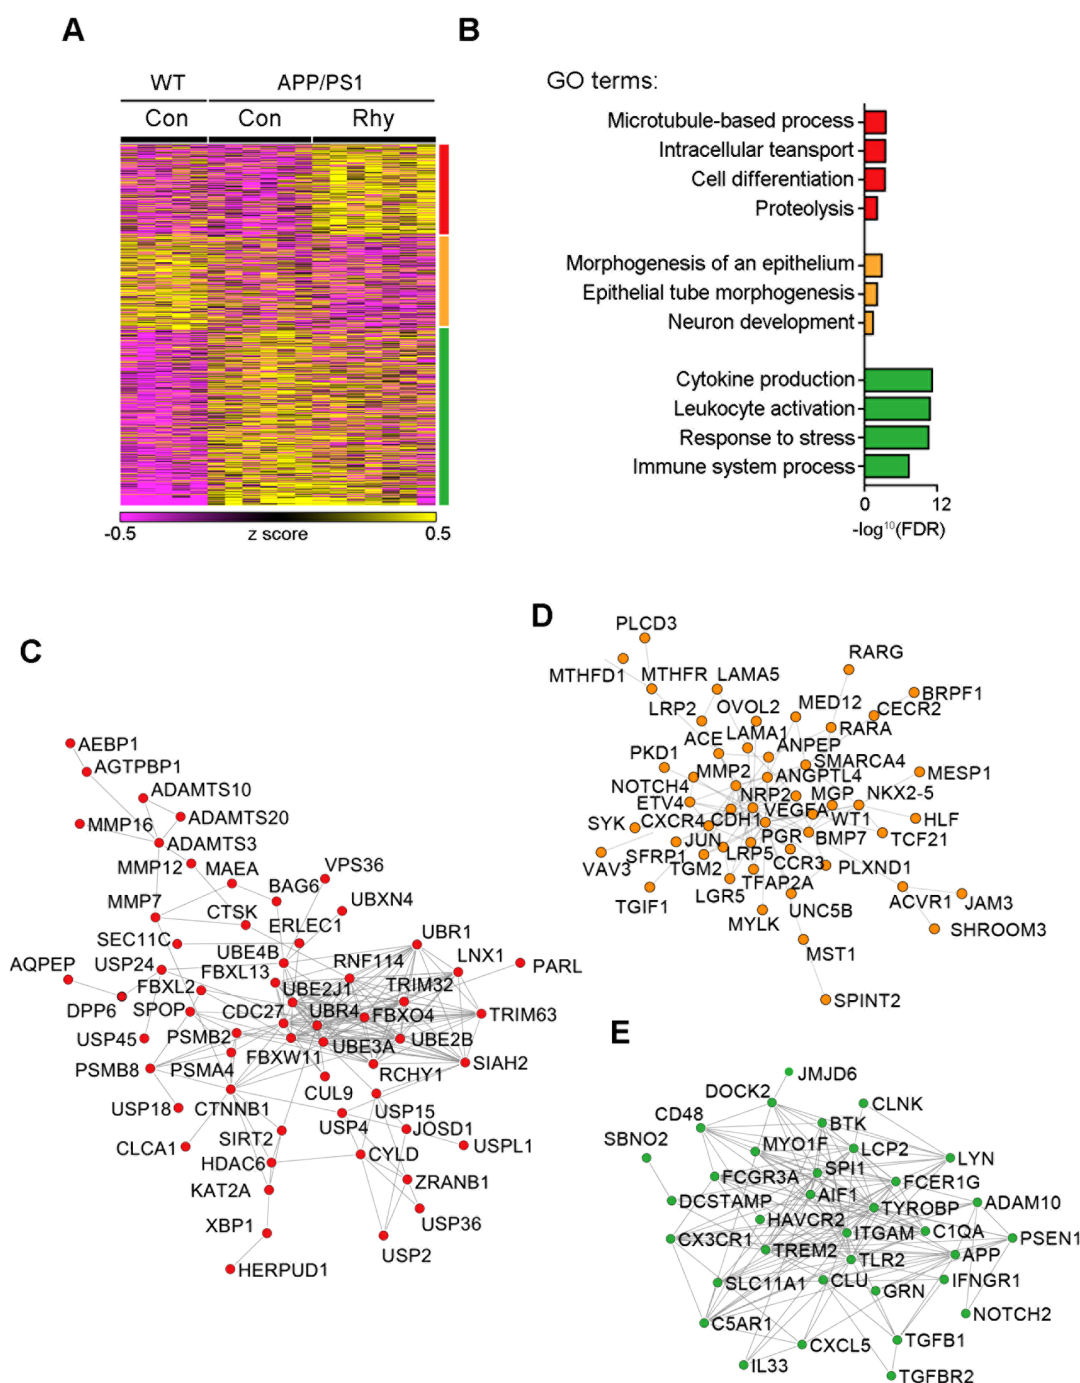 A
B
WT
APP/PS1
Con
Con
Rhy
-0.5
z score
0.5
GO terms:
Microtubule-based process
Intracellular teansport
Cell differentiation
Proteolysis
Morphogenesis of an epithelium
Epithelial tube morphogenesis
Neuron development
Cytokine production
Leukocyte activation
Response to stress
Immune system process
0
12
-log¹⁰(FDR)
C
AEBP1
AGTPBP1
ADAMTS10
ADAMTS20
MMP16
ADAMTS3
MMP12
MAEA
VPS36
BAG6
UBXN4
MMP7
CTSK
ERLEC1
SEC11C
UBE4B
UBR1
AQPEP
USP24
FBXL13
RNF114
LNX1
PARL
FBXL2
UBE2J1
TRIM32
DPP6
SPOP
CDC27
UBR4
FBXO4
TRIM63
USP45
PSMB2
FBXW11
UBE3A
UBE2B
PSMB8
PSMA4
RCHY1
SIAH2
CUL9
USP18
CTNNB1
USP15
USP4
JOSD1
CLCA1
SIRT2
USPL1
HDAC6
CYLD
KAT2A
ZRANB1
XBP1
USP36
USP2
HERPUD1
D
PLCD3
MTHFD1
MTHFR
LAMA5
RARG
LRP2
OVOL2
MED12
CECR2
BRPF1
ACE
LAMA1
ANPEP
RARA
PKD1
MMP2
ANGPTL4
SMARCA4
MESP1
NOTCH4
NRP2
MGP
NKX2-5
ETV4
CXCR4
CDH1
VEGFA
WT1
HLF
SYK
JUN
PGR
BMP7
TCF21
VAV3
SFRP1
TGM2
LRP5
CCR3
PLXND1
TFAP2A
TGIF1
LGR5
UNC5B
ACVR1
JAM3
MYLK
SHROOM3
MST1
SPINT2
E
JMJD6
DOCK2
CLNK
CD48
BTK
SBNO2
MYO1F
LCP2
LYN
FCGR3A
SPI1
FCER1G
DCSTAMP
AIF1
TYROBP
ADAM10
HAVCR2
ITGAM
C1QA
PSEN1
CX3CR1
TREM2
TLR2
APP
SLC11A1
CLU
GRN
IFNGR1
NOTCH2
C5AR1
CXCL5
TGFB1
IL33
TGFBR2